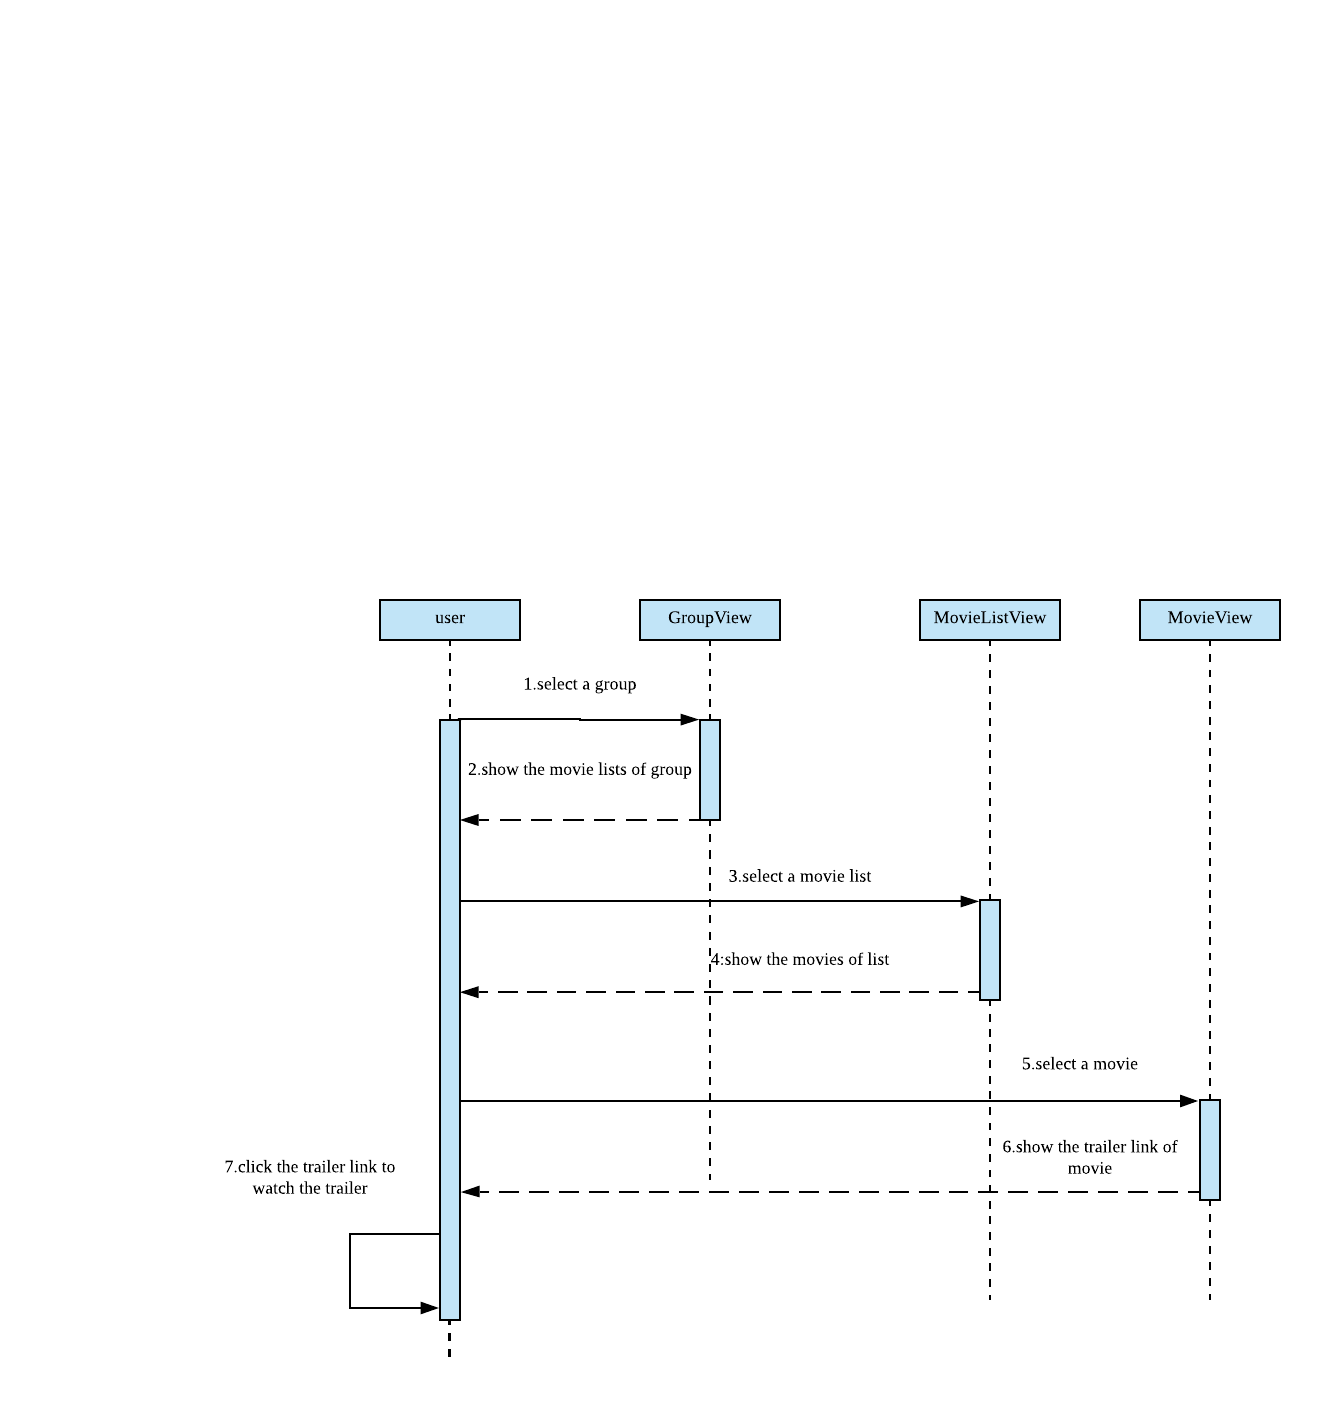 user
GroupView
MovieListView
MovieView
1.select a group
2.show the movie lists of group
3.select a movie list
4:show the movies of list
5.select a movie
6.show the trailer link of
movie
7.click the trailer link to
watch the trailer